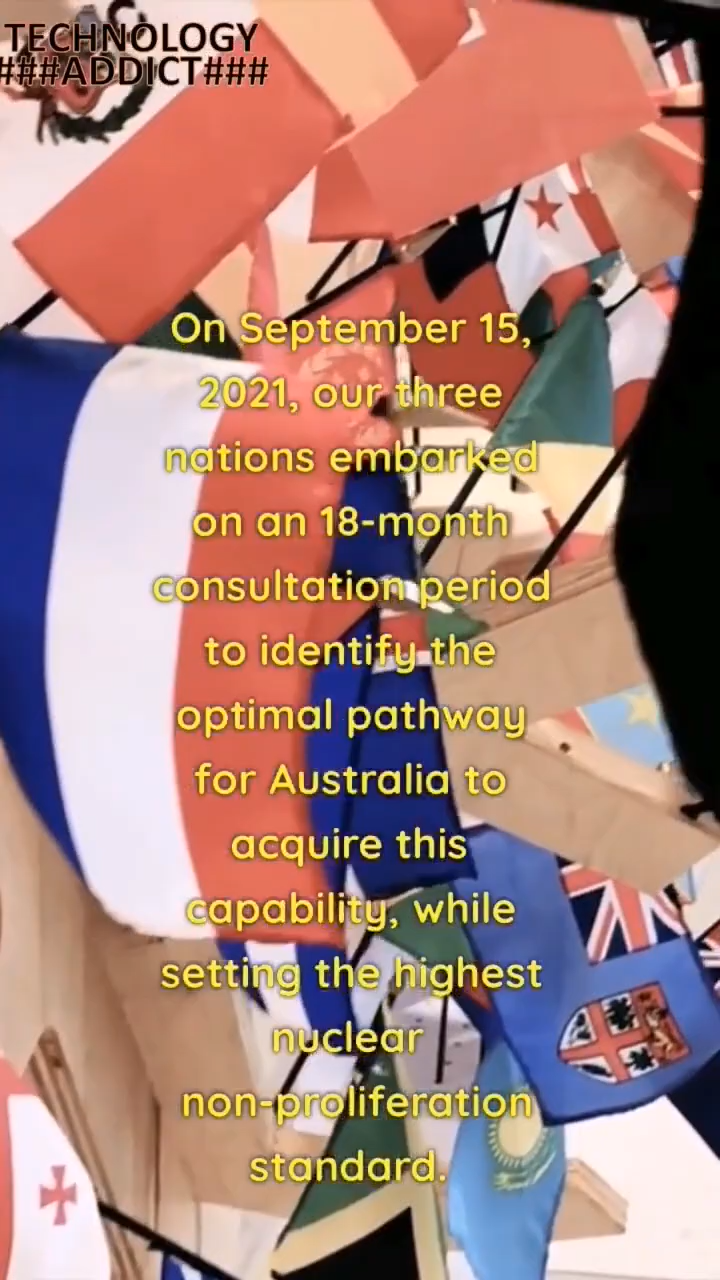 TECHNOLOGY
###ADDICT###
On September 15,
2021, our three
nations embarked
on an 18-month
consultation period
to identify the
optimal pathway
for Australia to
acquire this
capability, while
setting the highest
nuclear
non-proliferation
standard.